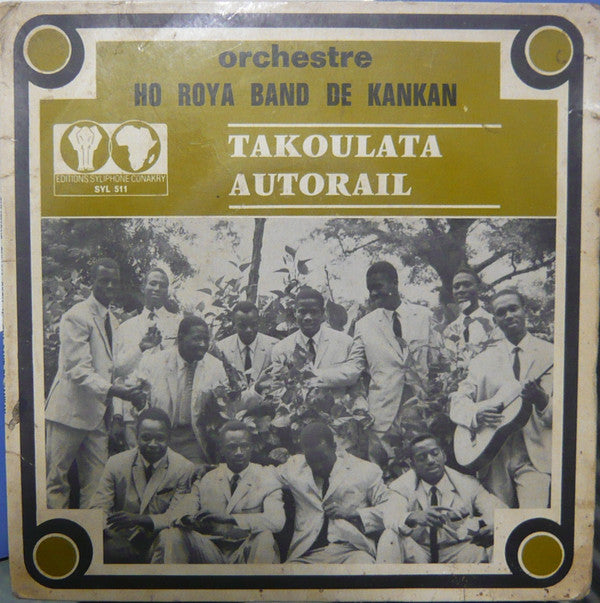 orchestre
HO ROYA BAND DE KANKAN
TAKOULATA
AUTORAIL
EDITIONS SYLIPHONE CONAKRY
SYL 511